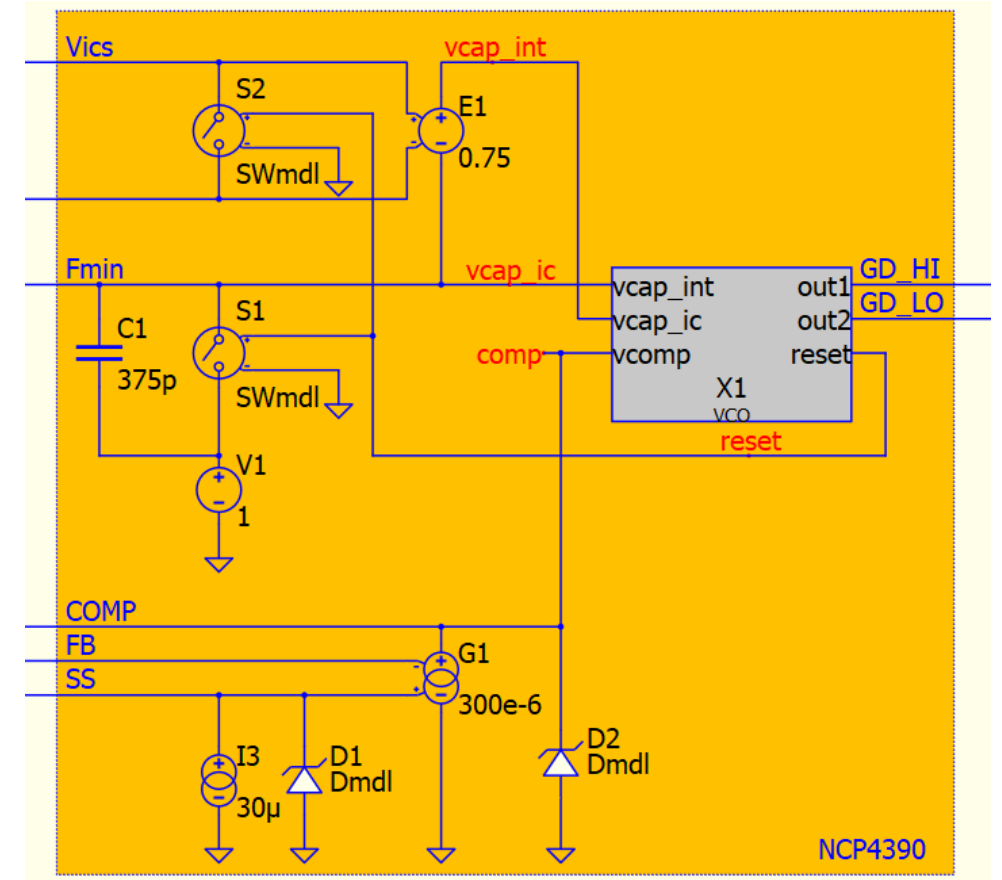 Vics
vcap_int
S2
E1
0.75
SWmdl
Fmin
vcap_ic
GD_HI
vcap_int
out1
GD_LO
S1
C1
vcap_ic
out2
comp
vcomp
reset
375p
X1
SWmdl
VCO
reset
V1
1
COMP
FB
G1
SS
300e-6
D2
I3
D1
Dmdl
Dmdl
30µ
NCP4390